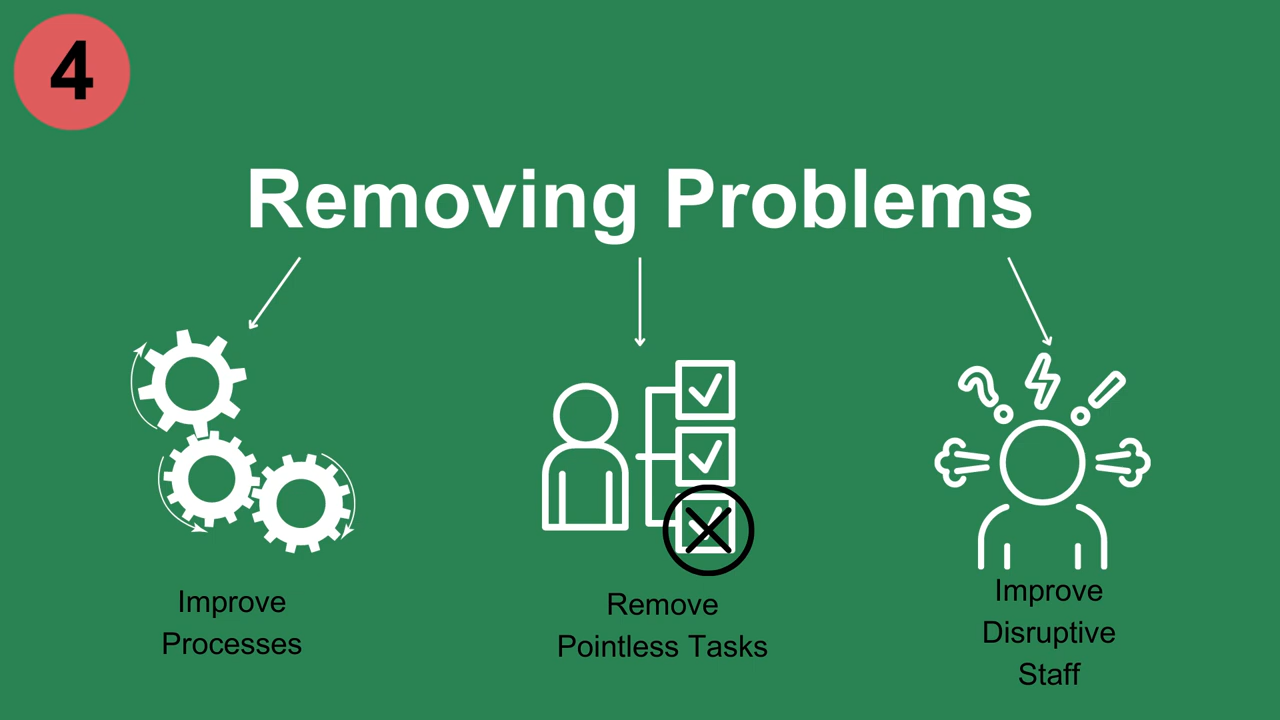 4
Removing Problems
Improve
Processes
Remove
Pointless Tasks
Improve
Disruptive
Staff